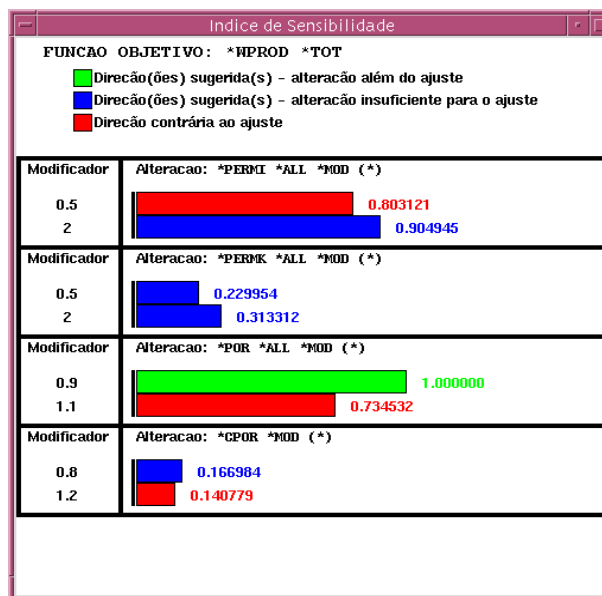 Indice de Sensibilidade
FUNCAO OBJETIVO: *WPROD *TOT
Direcão(ões) sugerida(s) - alteracão além do ajuste
Direcão(ões) sugerida(s) - alteracão insuficiente para o ajuste
Direcão contrária ao ajuste
Modificador Alteracao: *PERMI *ALL *MOD (*)
0.5 0.803121
2 0.904945
Modificador Alteracao: *PERMK *ALL *MOD (*)
0.5 0.229954
2 0.313312
Modificador Alteracao: *POR *ALL *MOD (*)
0.9 1.000000
1.1 0.734532
Modificador Alteracao: *CPOR *MOD (*)
0.8 0.166984
1.2 0.140779